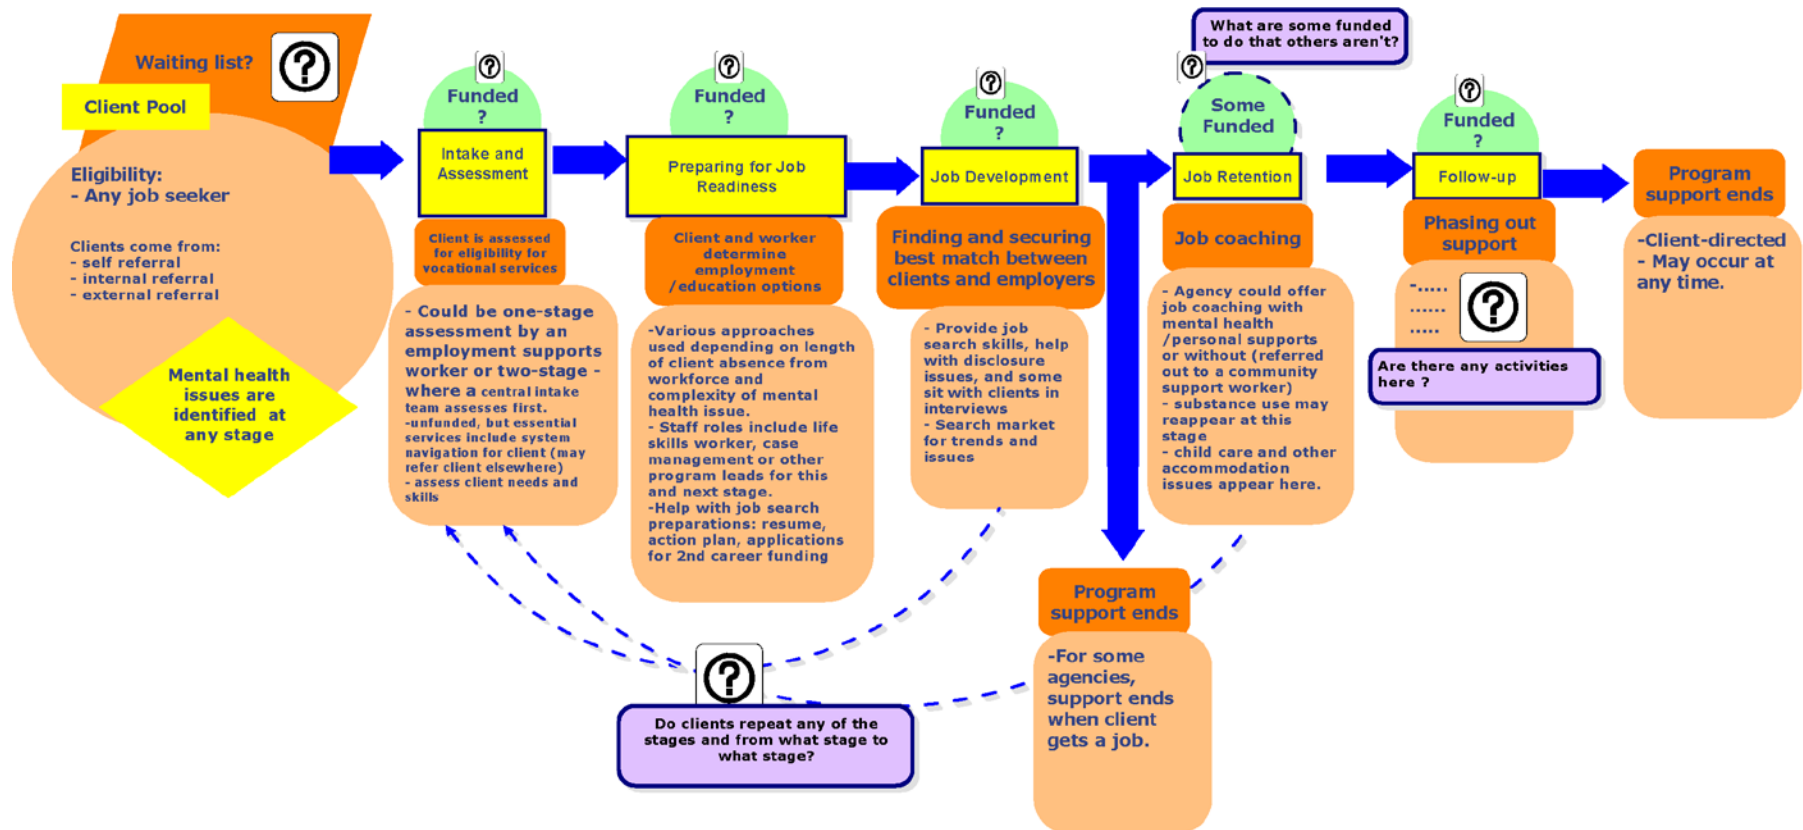 Waiting list?
?
Client Pool
Eligibility:
- Any job seeker
Clients come from:
- self referral
- internal referral
- external referral
Mental health
issues are
identified at
any stage
?
Funded
?
Intake and
Assessment
Client is assessed
for eligibility for
vocational services
- Could be one-stage
assessment by an
employment supports
worker or two-stage -
where a central intake
team assesses first.
-unfunded, but essential
services include system
navigation for client (may
refer client elsewhere)
- assess client needs and
skills
?
Funded
?
Preparing for Job
Readiness
Client and worker
determine
employment
/education options
-Various approaches
used depending on length
of client absence from
workforce and
complexity of mental
health issue.
- Staff roles include life
skills worker, case
management or other
program leads for this
and next stage.
-Help with job search
preparations: resume,
action plan, applications
for 2nd career funding
?
Funded
?
Job Development
Finding and securing
best match between
clients and employers
- Provide job
search skills, help
with disclosure
issues, and some
sit with clients in
interviews
- Search market
for trends and
issues
What are some funded
to do that others aren't?
?
Some
Funded
Job Retention
Job coaching
- Agency could offer
job coaching with
mental health
/personal supports
or without (referred
out to a community
support worker)
- substance use may
reappear at this
stage
- child care and other
accommodation
issues appear here.
?
Funded
?
Follow-up
Phasing out
support
-.....
......
.....
?
Are there any activities
here ?
Program
support ends
-Client-directed
- May occur at
any time.
Program
support ends
-For some
agencies,
support ends
when client
gets a job.
?
Do clients repeat any of the
stages and from what stage to
what stage?